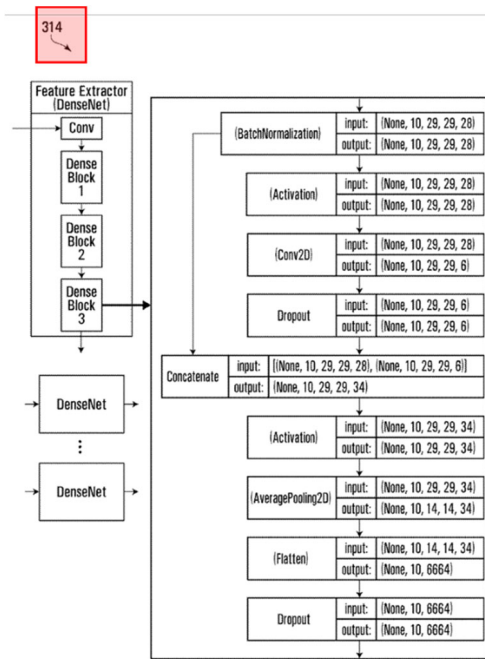 314
Feature Extractor
(DenseNet)
Conv
Dense
Block
1
Dense
Block
2
Dense
Block
3
DenseNet
DenseNet
(BatchNormalization)
input: (None, 10, 29, 29, 28)
output: (None, 10, 29, 29, 28)
(Activation)
input: (None, 10, 29, 29, 28)
output: (None, 10, 29, 29, 28)
(Conv2D)
input: (None, 10, 29, 29, 28)
output: (None, 10, 29, 29, 6)
Dropout
input: (None, 10, 29, 29, 6)
output: (None, 10, 29, 29, 6)
Concatenate
input: [(None, 10, 29, 29, 28), (None, 10, 29, 29, 6)]
output: (None, 10, 29, 29, 34)
(Activation)
input: (None, 10, 29, 29, 34)
output: (None, 10, 29, 29, 34)
(AveragePooling2D)
input: (None, 10, 29, 29, 34)
output: (None, 10, 14, 14, 34)
(Flatten)
input: (None, 10, 14, 14, 34)
output: (None, 10, 6664)
Dropout
input: (None, 10, 6664)
output: (None, 10, 6664)